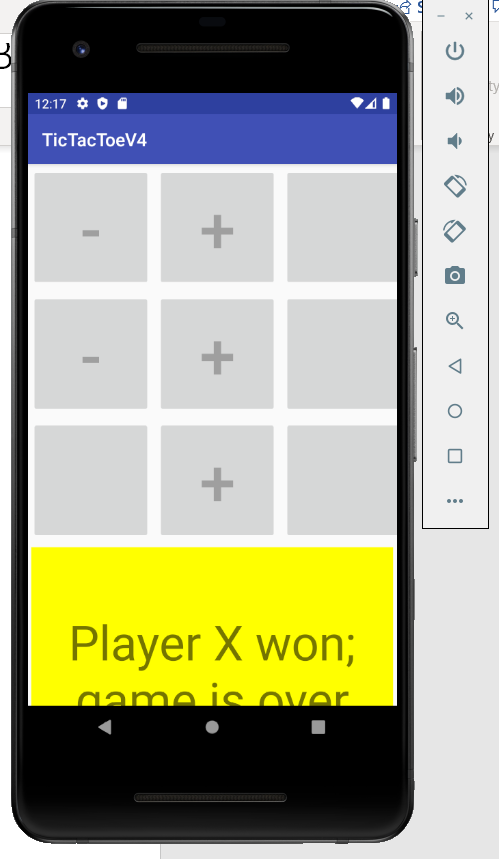 12:17
TicTacToeV4
- +
- +
+
Player X won;
game is over